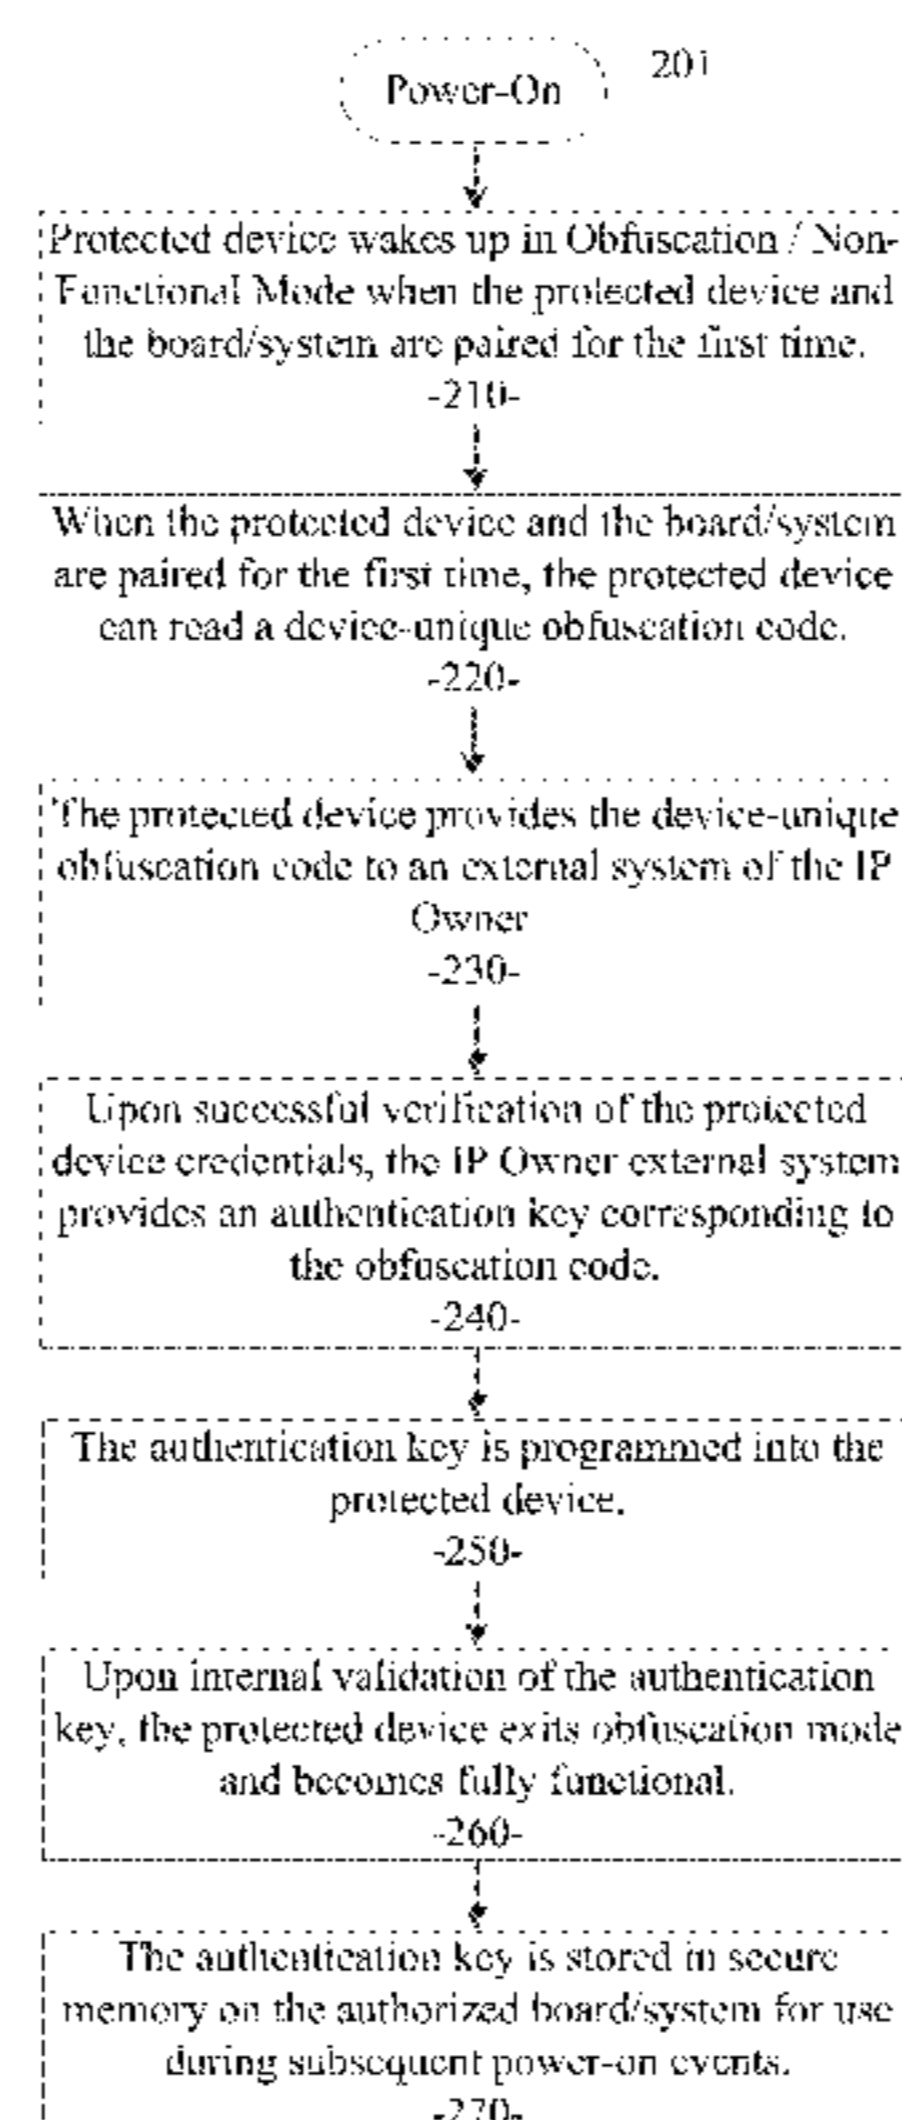 Power-On
201
Protected device wakes up in Obfuscation / Non-
Functional Mode when the protected device and
the board/system are paired for the first time.
-210-
When the protected device and the board/system
are paired for the first time, the protected device
can read a device-unique obfuscation code.
-220-
The protected device provides the device-unique
obfuscation code to an external system of the IP
Owner
-230-
Upon successful verification of the protected
device credentials, the IP Owner external system
provides an authentication key corresponding to
the obfuscation code.
-240-
The authentication key is programmed into the
protected device.
-250-
Upon internal validation of the authentication
key, the protected device exits obfuscation mode
and becomes fully functional.
-260-
The authentication key is stored in secure
memory on the authorized board/system for use
during subsequent power-on events.
-270-